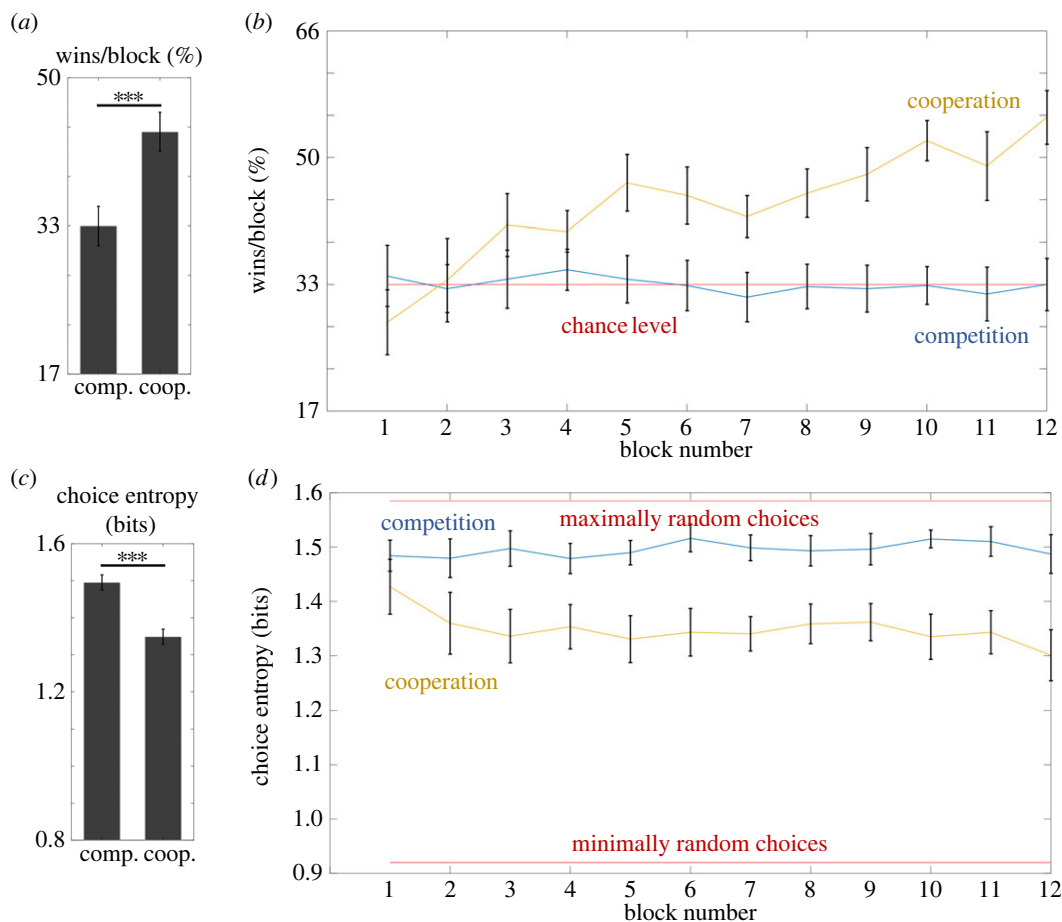 (a)
wins/block (%)
50
***
33
17
comp. coop.
(b)
66
50
33
17
wins/block (%)
cooperation
chance level
competition
1 2 3 4 5 6 7 8 9 10 11 12
block number
(c)
choice entropy
(bits)
1.6
***
1.2
0.8
comp. coop.
(d)
1.6
1.5
1.4
1.3
1.2
1.1
1.0
0.9
choice entropy (bits)
competition
maximally random choices
cooperation
minimally random choices
1 2 3 4 5 6 7 8 9 10 11 12
block number